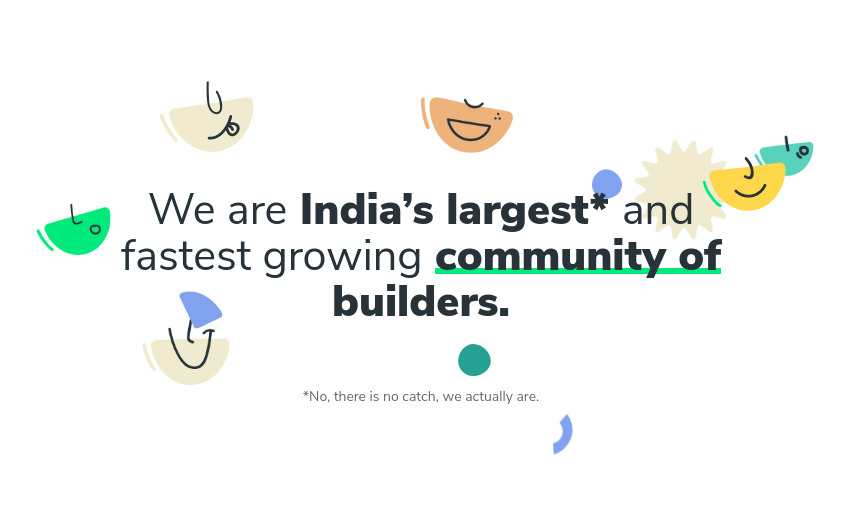 We are India’s largest* and
fastest growing community of
builders.
*No, there is no catch, we actually are.